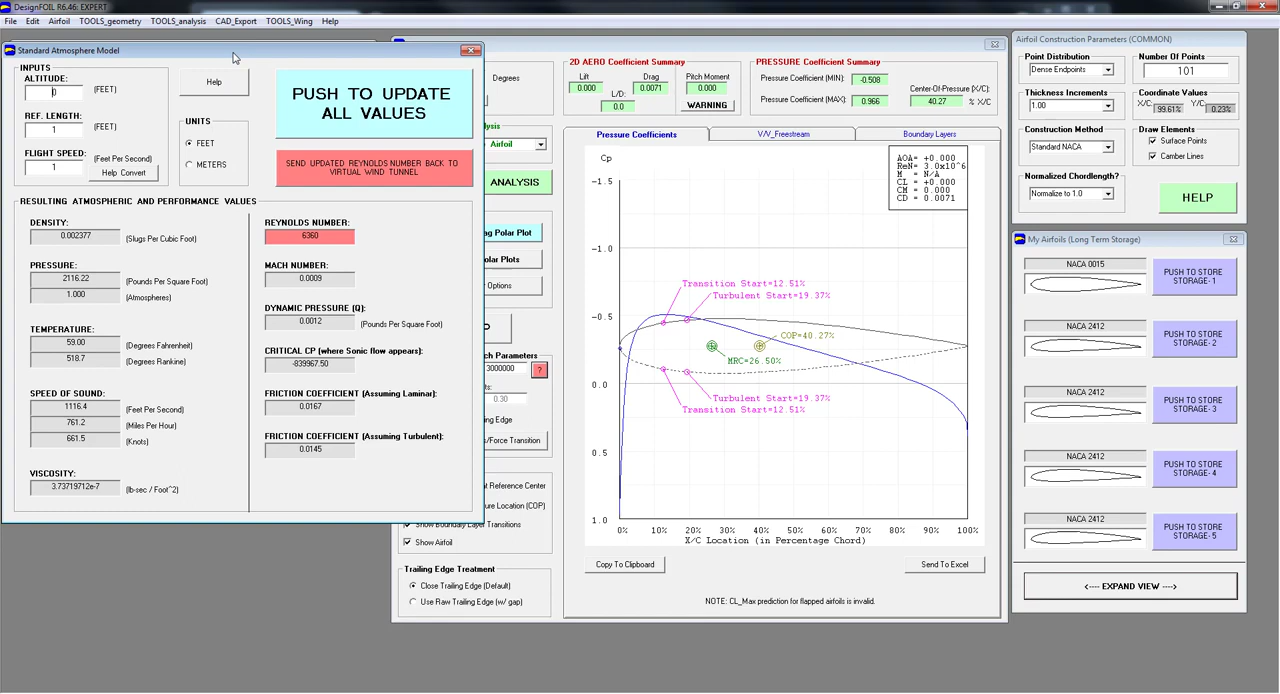 DesignFOIL R6.46: EXPERT
File Edit Airfoil TOOLS_geometry TOOLS_analysis CAD_Export TOOLS_Wing Help
Standard Atmosphere Model
INPUTS
ALTITUDE:
0 (FEET)
REF. LENGTH:
1 (FEET)
FLIGHT SPEED: (Feet Per Second)
1
Help Convert
Help
UNITS
FEET
METERS
PUSH TO UPDATE
ALL VALUES
SEND UPDATED REYNOLDS NUMBER BACK TO
VIRTUAL WIND TUNNEL
RESULTING ATMOSPHERIC AND PERFORMANCE VALUES
DENSITY:
0.002377 (Slugs Per Cubic Foot)
PRESSURE:
2116.22 (Pounds Per Square Foot)
1.000 (Atmospheres)
TEMPERATURE:
59.00 (Degrees Fahrenheit)
518.7 (Degrees Rankine)
SPEED OF SOUND:
1116.4 (Feet Per Second)
761.2 (Miles Per Hour)
661.5 (Knots)
VISCOSITY:
3.73719712e-7 (lb-sec / Foot^2)
REYNOLDS NUMBER:
6360
MACH NUMBER:
0.0009
DYNAMIC PRESSURE (Q):
0.0012 (Pounds Per Square Foot)
CRITICAL CP (where Sonic flow appears):
-839967.50
FRICTION COEFFICIENT (Assuming Laminar):
0.0167
FRICTION COEFFICIENT (Assuming Turbulent):
0.0145
Degrees
Airfoil
ANALYSIS
Polar Plot
olar Plots
Options
Parameters
3000000 ?
0.30
ing Edge
s/Force Transition
t Reference Center
ure Location (COP)
Show Boundary Layer Transitions
Show Airfoil
Trailing Edge Treatment
Close Trailing Edge (Default)
Use Raw Trailing Edge (w/ gap)
2D AERO Coefficient Summary
Lift Drag Pitch Moment
0.000 0.0071 0.000
L/D: 0.0
WARNING
PRESSURE Coefficient Summary
Pressure Coefficient (MIN): -0.508
Pressure Coefficient (MAX): 0.966
Center-Of-Pressure (X/C):
40.27 % X/C
Pressure Coefficients V/V_Freestream Boundary Layers
Cp
AOA= +0.000
ReN= 3.0x10^6
M = N/A
CL = +0.000
CM = 0.000
CD = 0.0071
-1.5
-1.0
-0.5
0.0
0.5
1.0
Transition Start=12.51%
Turbulent Start=19.37%
COP=40.27%
MRC=26.50%
Turbulent Start=19.37%
Transition Start=12.51%
0% 10% 20% 30% 40% 50% 60% 70% 80% 90% 100%
X/C Location (in Percentage Chord)
Copy To Clipboard
Send To Excel
NOTE: CL_Max prediction for flapped airfoils is invalid.
Airfoil Construction Parameters (COMMON)
Point Distribution
Dense Endpoints
Number Of Points
101
Thickness Increments
1.00
Coordinate Values
X/C: 99.61% Y/C: 0.23%
Construction Method
Standard NACA
Draw Elements
Surface Points
Camber Lines
Normalized Chordlength?
Normalize to 1.0
HELP
My Airfoils (Long Term Storage)
NACA 0015
PUSH TO STORE
STORAGE-1
NACA 2412
PUSH TO STORE
STORAGE-2
NACA 2412
PUSH TO STORE
STORAGE-3
NACA 2412
PUSH TO STORE
STORAGE-4
NACA 2412
PUSH TO STORE
STORAGE-5
<---- EXPAND VIEW ---->